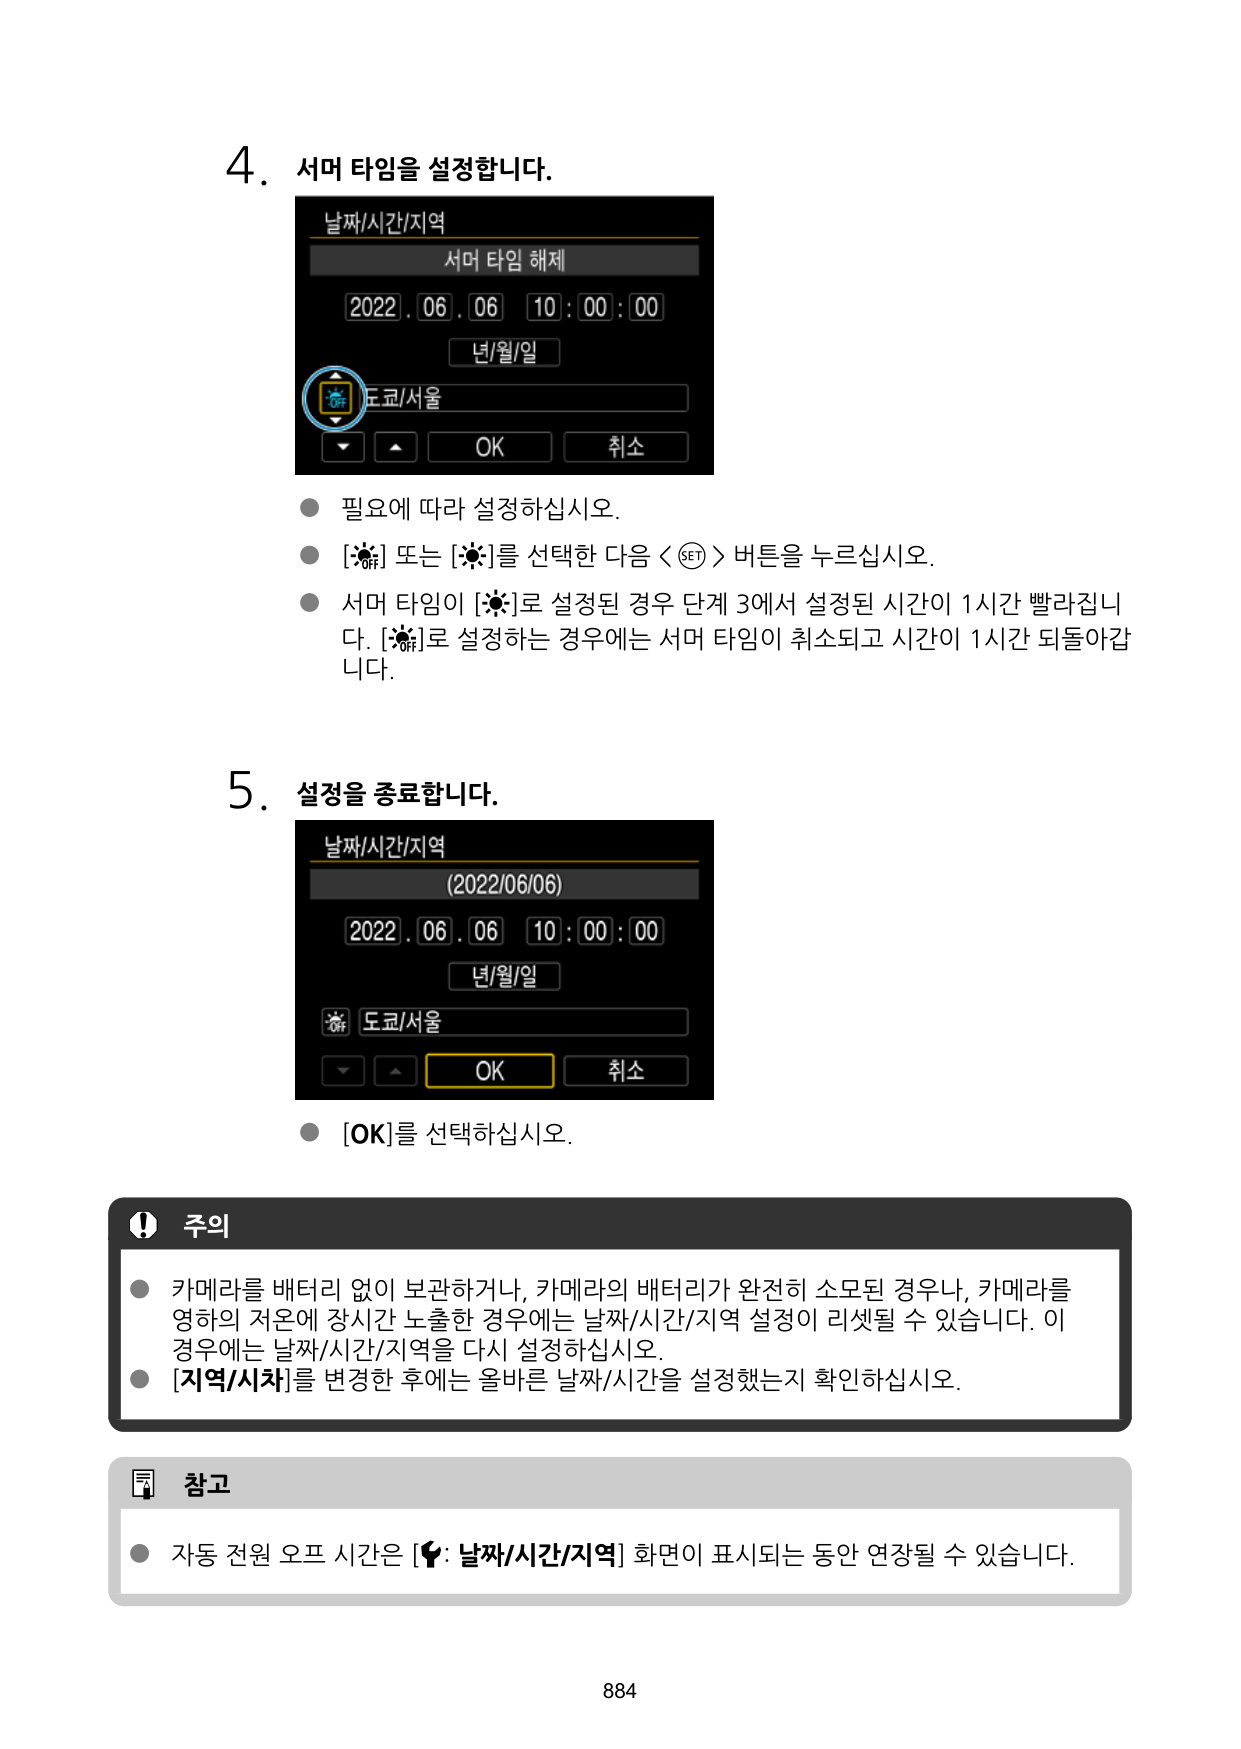 4. 서머 타임을 설정합니다.
날짜/시간/지역
서머 타임 해제
2022 . 06 . 06 10 : 00 : 00
년/월/일
OFF 도쿄/서울
OK 취소
● 필요에 따라 설정하십시오.
● [OFF] 또는 [☀]를 선택한 다음 < SET > 버튼을 누르십시오.
● 서머 타임이 [☀]로 설정된 경우 단계 3에서 설정된 시간이 1시간 빨라집니
다. [OFF]로 설정하는 경우에는 서머 타임이 취소되고 시간이 1시간 되돌아갑
니다.
5. 설정을 종료합니다.
날짜/시간/지역
(2022/06/06)
2022 . 06 . 06 10 : 00 : 00
년/월/일
OFF 도쿄/서울
OK 취소
● [OK]를 선택하십시오.
주의
● 카메라를 배터리 없이 보관하거나, 카메라의 배터리가 완전히 소모된 경우나, 카메라를
영하의 저온에 장시간 노출한 경우에는 날짜/시간/지역 설정이 리셋될 수 있습니다. 이
경우에는 날짜/시간/지역을 다시 설정하십시오.
● [지역/시차]를 변경한 후에는 올바른 날짜/시간을 설정했는지 확인하십시오.
참고
● 자동 전원 오프 시간은 [: 날짜/시간/지역] 화면이 표시되는 동안 연장될 수 있습니다.
884